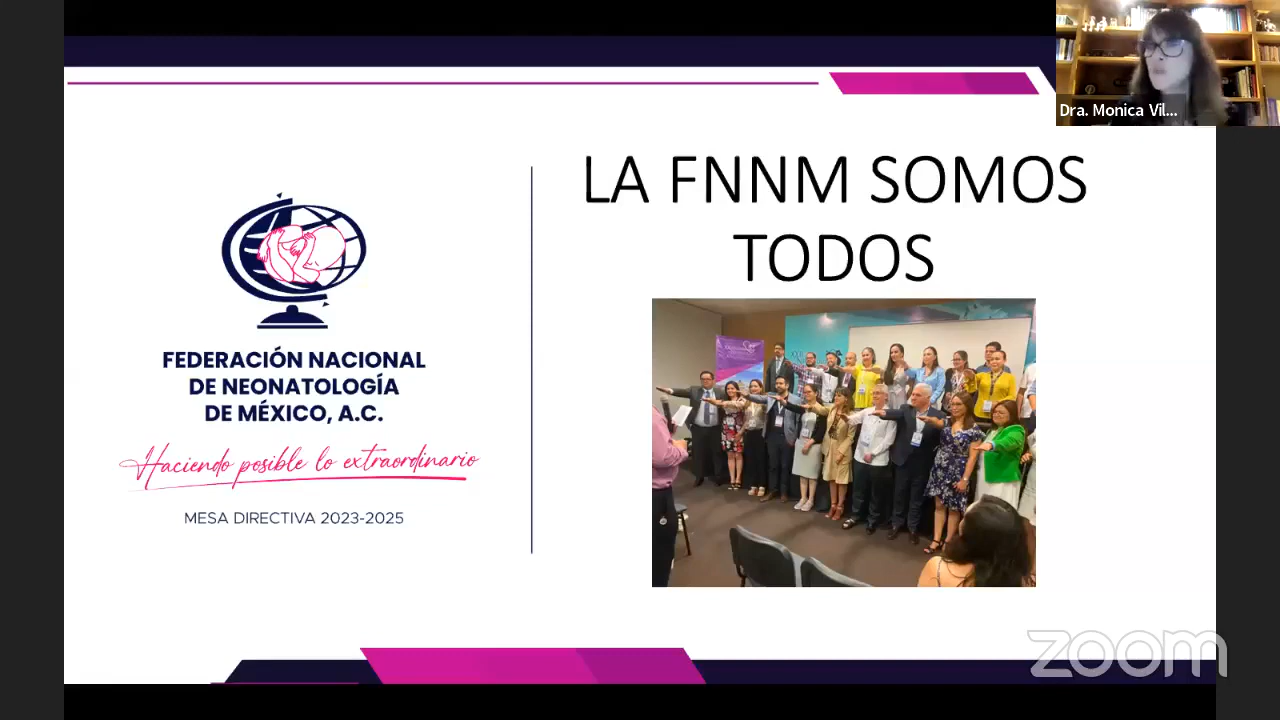 Dra. Monica Vil...
LA FNNM SOMOS
TODOS
FEDERACIÓN NACIONAL
DE NEONATOLOGÍA
DE MÉXICO, A.C.
Haciendo posible lo extraordinario
MESA DIRECTIVA 2023-2025
zoom